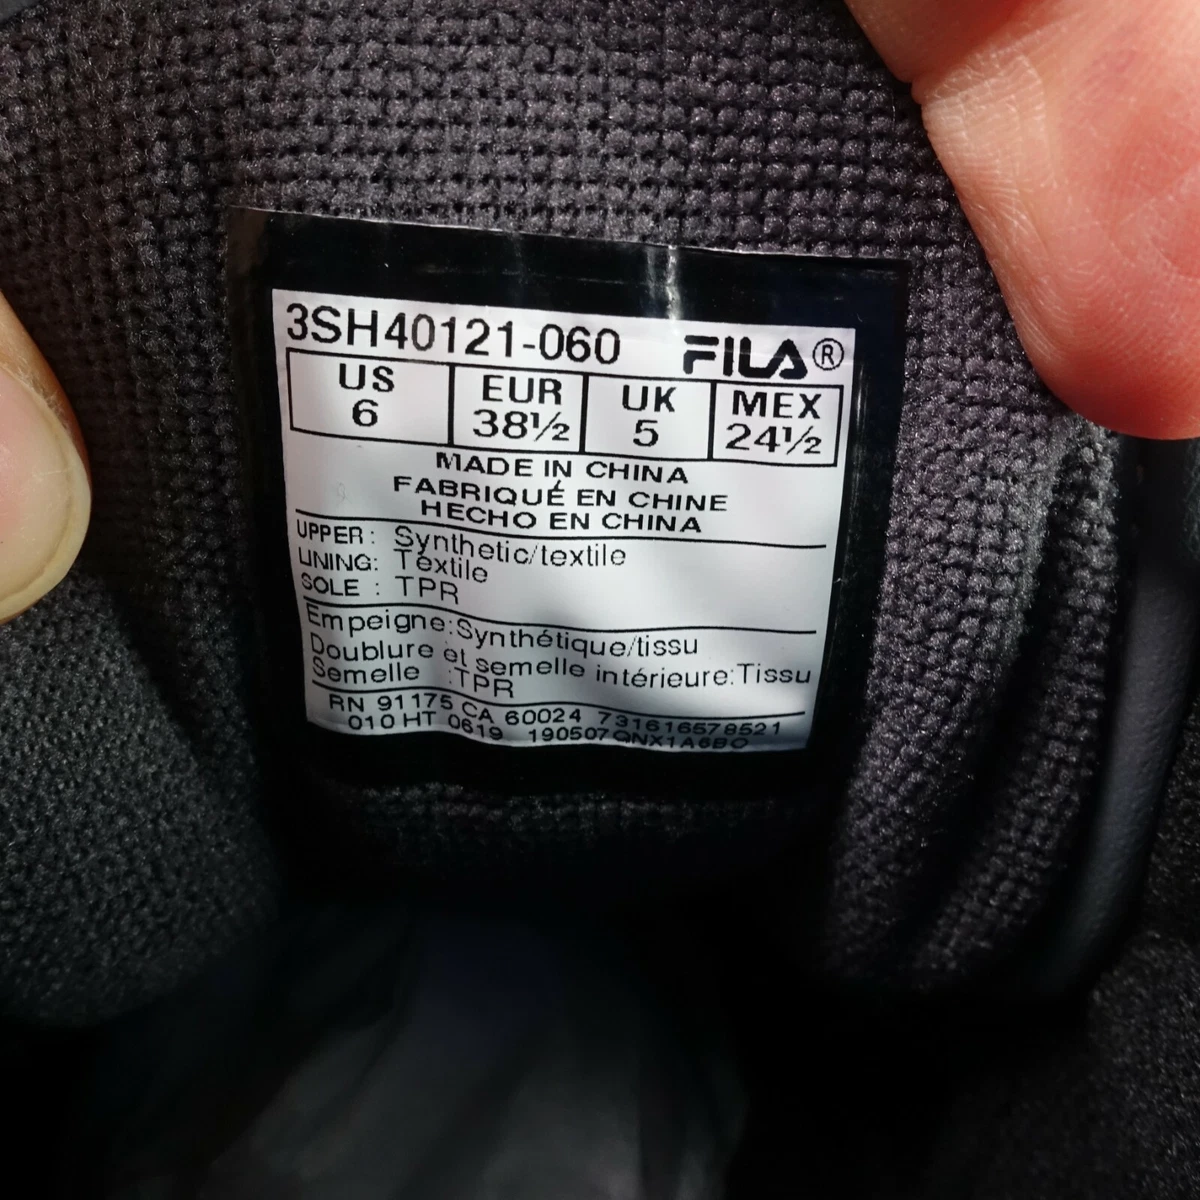 3SH40121-060 FILA®
US EUR UK MEX
6 38½ 5 24½
MADE IN CHINA
FABRIQUÉ EN CHINE
HECHO EN CHINA
UPPER: Synthetic/textile
LINING: Textile
SOLE : TPR
Empeigne:Synthétique/tissu
Doublure et semelle intérieure:Tissu
Semelle :TPR
RN 91175 CA 60024 731616578521
010 HT 0619 190507QNX1A6BO